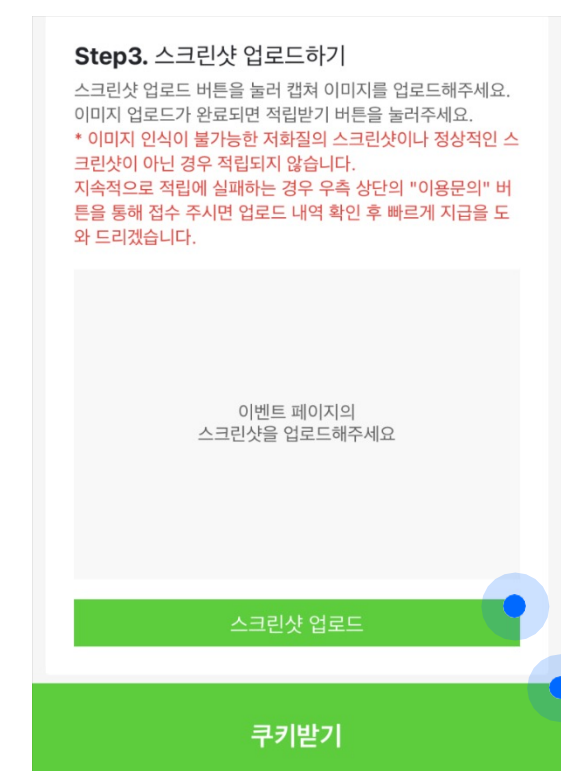 Step3. 스크린샷 업로드하기
스크린샷 업로드 버튼을 눌러 캡쳐 이미지를 업로드해주세요.
이미지 업로드가 완료되면 적립받기 버튼을 눌러주세요.
* 이미지 인식이 불가능한 저화질의 스크린샷이나 정상적인 스
크린샷이 아닌 경우 적립되지 않습니다.
지속적으로 적립에 실패하는 경우 우측 상단의 "이용문의" 버
튼을 통해 접수 주시면 업로드 내역 확인 후 빠르게 지급을 도
와 드리겠습니다.
이벤트 페이지의
스크린샷을 업로드해주세요
스크린샷 업로드
쿠키받기